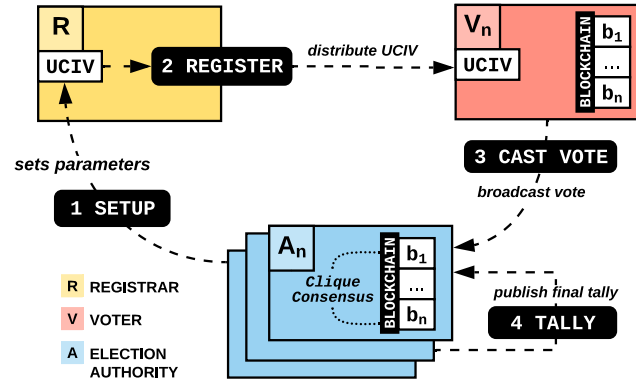 R
UCIV
2 REGISTER
distribute UCIV
Vn
UCIV
BLOCKCHAIN
b1
...
bn
sets parameters
1 SETUP
3 CAST VOTE
broadcast vote
An
Clique
Consensus
BLOCKCHAIN
b1
...
bn
publish final tally
4 TALLY
R REGISTRAR
V VOTER
A ELECTION
AUTHORITY